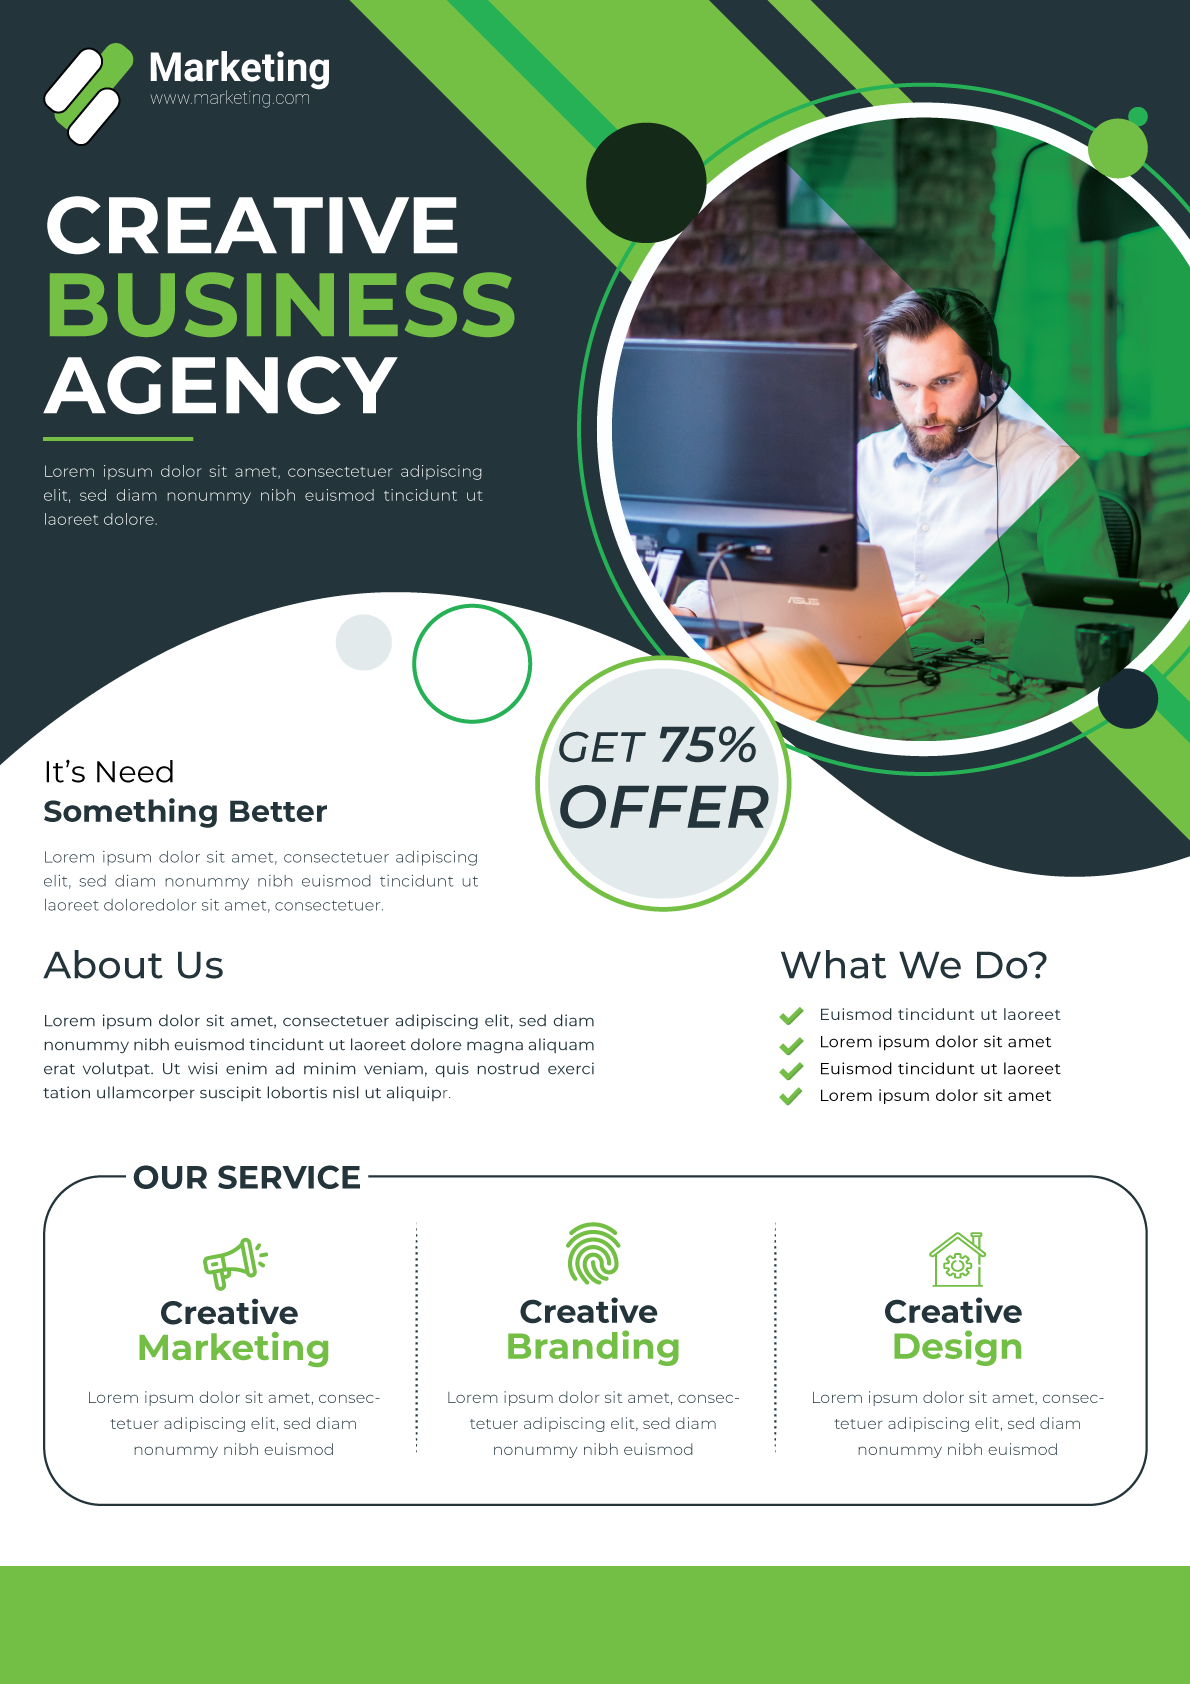 Marketing
www.marketing.com
CREATIVE
BUSINESS
AGENCY
Lorem ipsum dolor sit amet, consectetuer adipiscing
elit, sed diam nonummy nibh euismod tincidunt ut
laoreet dolore.
ASUS
GET 75%
OFFER
It's Need
Something Better
Lorem ipsum dolor sit amet, consectetuer adipiscing
elit, sed diam nonummy nibh euismod tincidunt ut
laoreet doloredolor sit amet, consectetuer.
About Us
Lorem ipsum dolor sit amet, consectetuer adipiscing elit, sed diam
nonummy nibh euismod tincidunt ut laoreet dolore magna aliquam
erat volutpat. Ut wisi enim ad minim veniam, quis nostrud exerci
tation ullamcorper suscipit lobortis nisl ut aliquipr.
What We Do?
Euismod tincidunt ut laoreet
Lorem ipsum dolor sit amet
Euismod tincidunt ut laoreet
Lorem ipsum dolor sit amet
OUR SERVICE
Creative
Marketing
Lorem ipsum dolor sit amet, consec-
tetuer adipiscing elit, sed diam
nonummy nibh euismod
Creative
Branding
Lorem ipsum dolor sit amet, consec-
tetuer adipiscing elit, sed diam
nonummy nibh euismod
Creative
Design
Lorem ipsum dolor sit amet, consec-
tetuer adipiscing elit, sed diam
nonummy nibh euismod